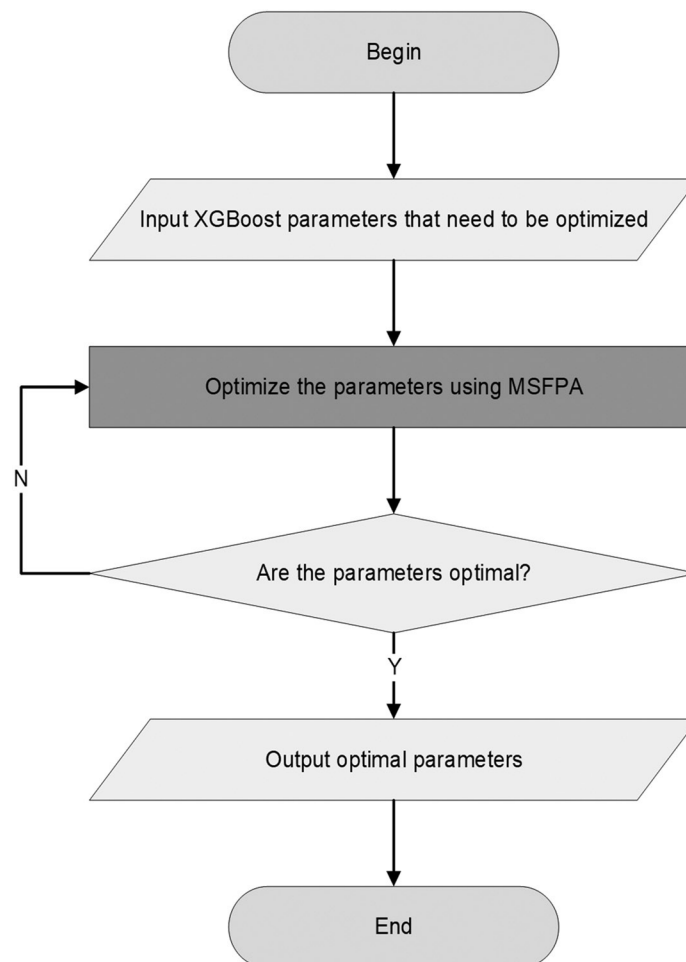 Begin
Input XGBoost parameters that need to be optimized
Optimize the parameters using MSFPA
N
Are the parameters optimal?
Y
Output optimal parameters
End